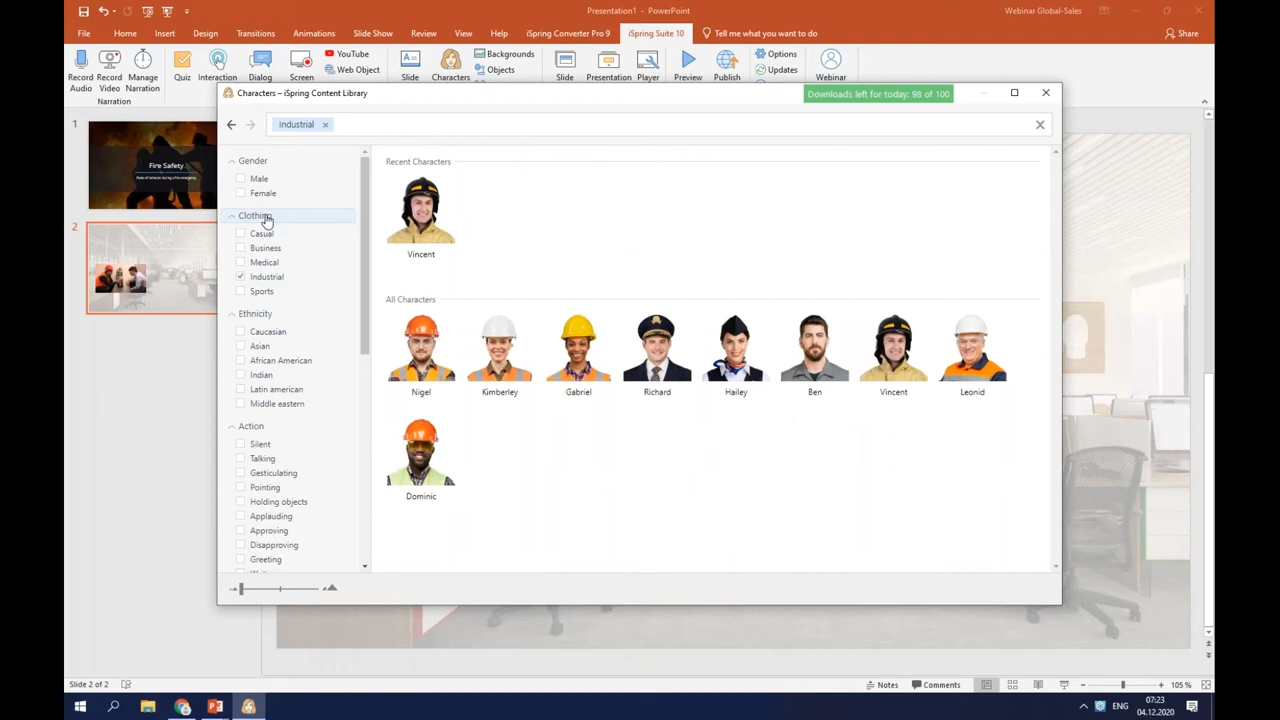 Presentation1 - PowerPoint
Webinar Global-Sales
File Home Insert Design Transitions Animations Slide Show Review View Help iSpring Converter Pro 9 iSpring Suite 10 Tell me what you want to do Share
Record Audio
Record Video
Manage Narration
Narration
Quiz
Interaction
Dialog
Screen
YouTube
Web Object
Slide
Characters
Backgrounds
Objects
Slide
Presentation
Player
Preview
Publish
Options
Updates
Webinar
Characters – iSpring Content Library
Downloads left for today: 98 of 100
Industrial
Gender
Male
Female
Clothing
Casual
Business
Medical
Industrial
Sports
Ethnicity
Caucasian
Asian
African American
Indian
Latin american
Middle eastern
Action
Silent
Talking
Gesticulating
Pointing
Holding objects
Applauding
Approving
Disapproving
Greeting
Recent Characters
Vincent
All Characters
Nigel Kimberley Gabriel Richard Hailey Ben Vincent Leonid
Dominic
1
Fire Safety
2
Slide 2 of 2
Notes
Comments
105 %
ENG
07:23
04.12.2020